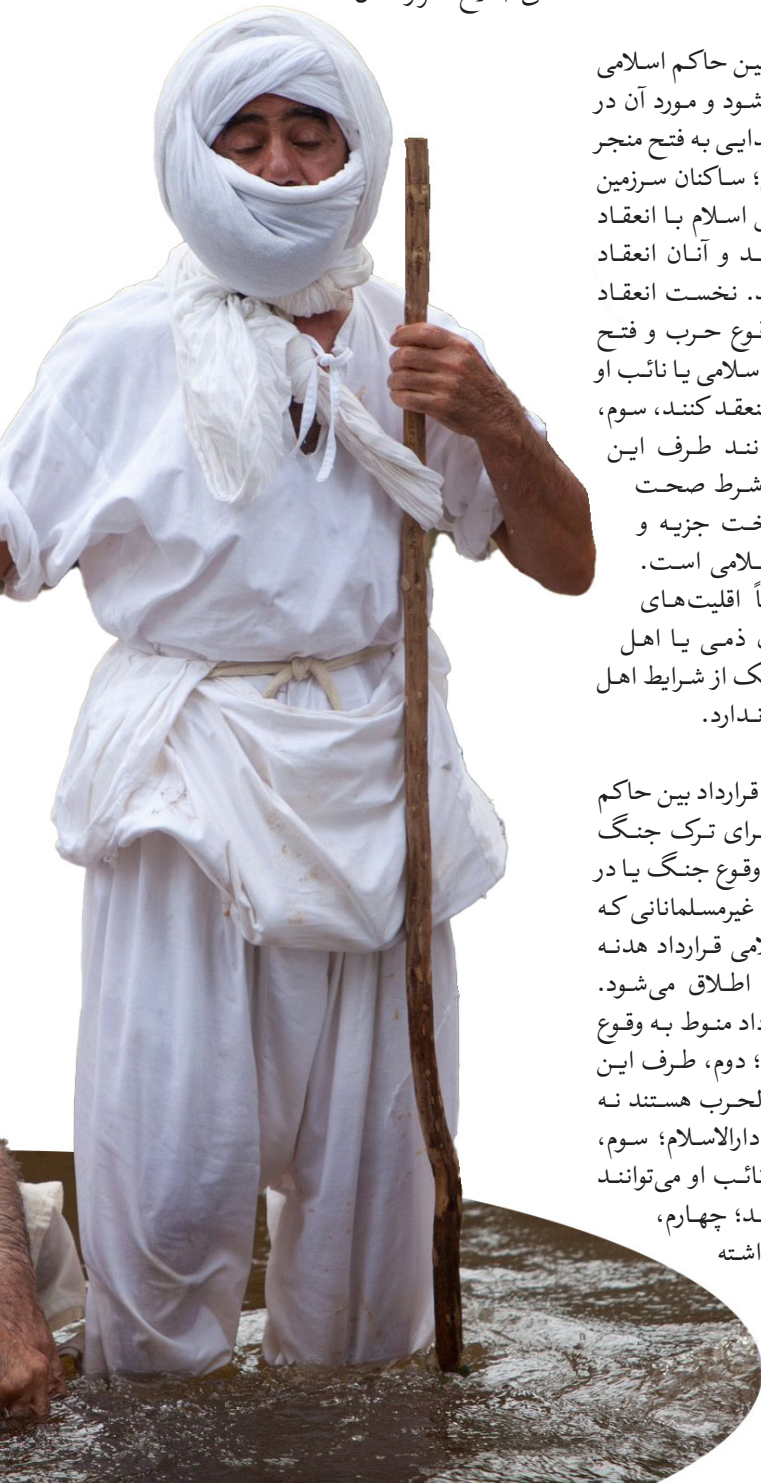 ین حاکم اسلامی
شود و مورد آن در
دایی به فتح منجر
؛ ساکنان سرزمین
اسلام با انعقاد
ـد و آنان انعقاد
د. نخست انعقاد
قوع حرب و فتح
سلامی یا نائب او
نعقد کنند، سوم،
نند طرف این
شرط صحت
خت جزیه و
سلامی است.
اً اقلیت‌های
ذمی یا اهل
ک از شرایط اهل
ندارد.
قرارداد بین حاکم
رای ترک جنگ
وقوع جنگ یا در
غیرمسلمانانی که
لامی قرارداد هدنه
اطلاق می‌شود.
داد منوط به وقوع
؛ دوم، طرف این
لحرب هستند نه
دارالاسلام؛ سوم،
نائب او می‌توانند
ـد؛ چهارم،
اشته